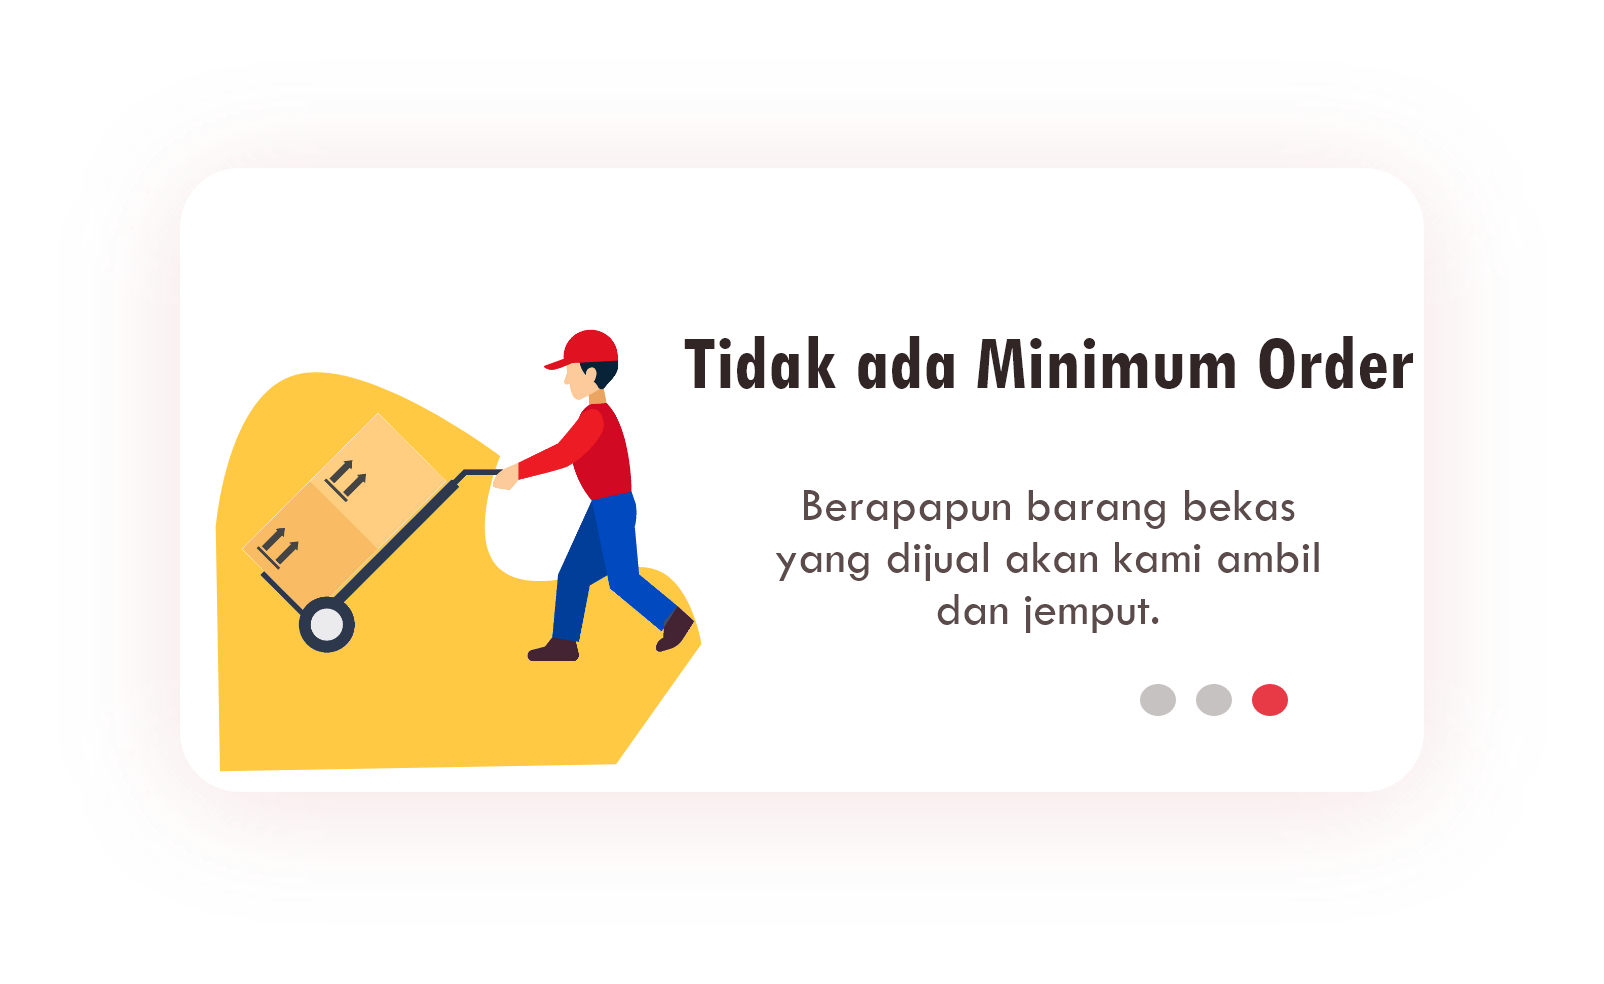 Tidak ada Minimum Order
Berapapun barang bekas
yang dijual akan kami ambil
dan jemput.